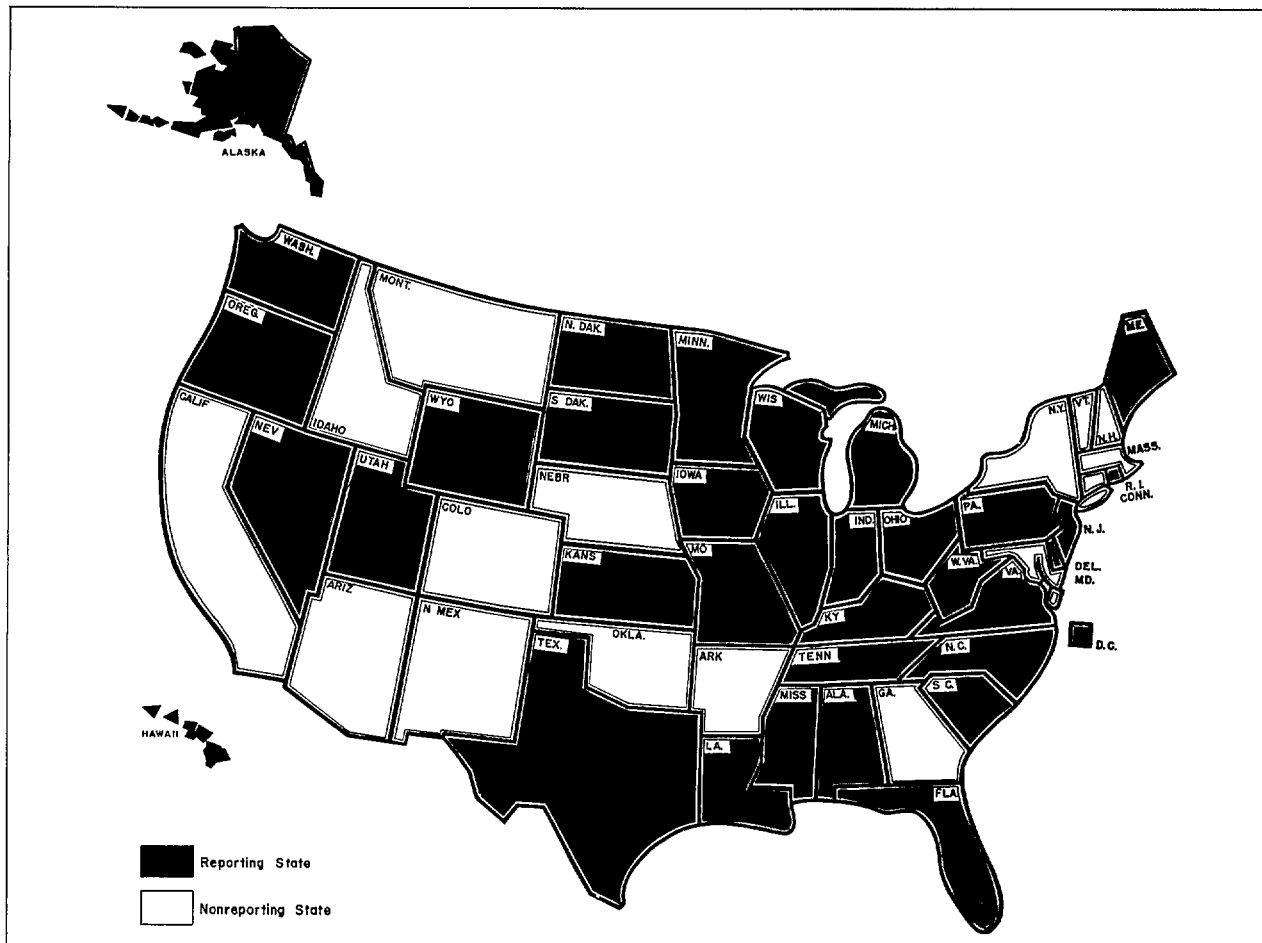 ALASKA
WASH.
MONT.
OREG.
N. DAK.
MINN.
ME.
CALIF
IDAHO
WYO
S DAK.
WIS
MICH.
N.Y.
VT.
N.H.
MASS.
NEV
UTAH
NEBR
IOWA
R. I.
CONN.
COLO
ILL.
IND.
OHIO
PA.
N. J.
KANS
MO
W.VA.
VA.
DEL.
MD.
ARIZ
N MEX
OKLA.
KY
D.C.
TEX.
ARK
TENN
N.C.
MISS
ALA.
GA.
S C.
HAWAII
LA.
FLA.
Reporting State
Nonreporting State